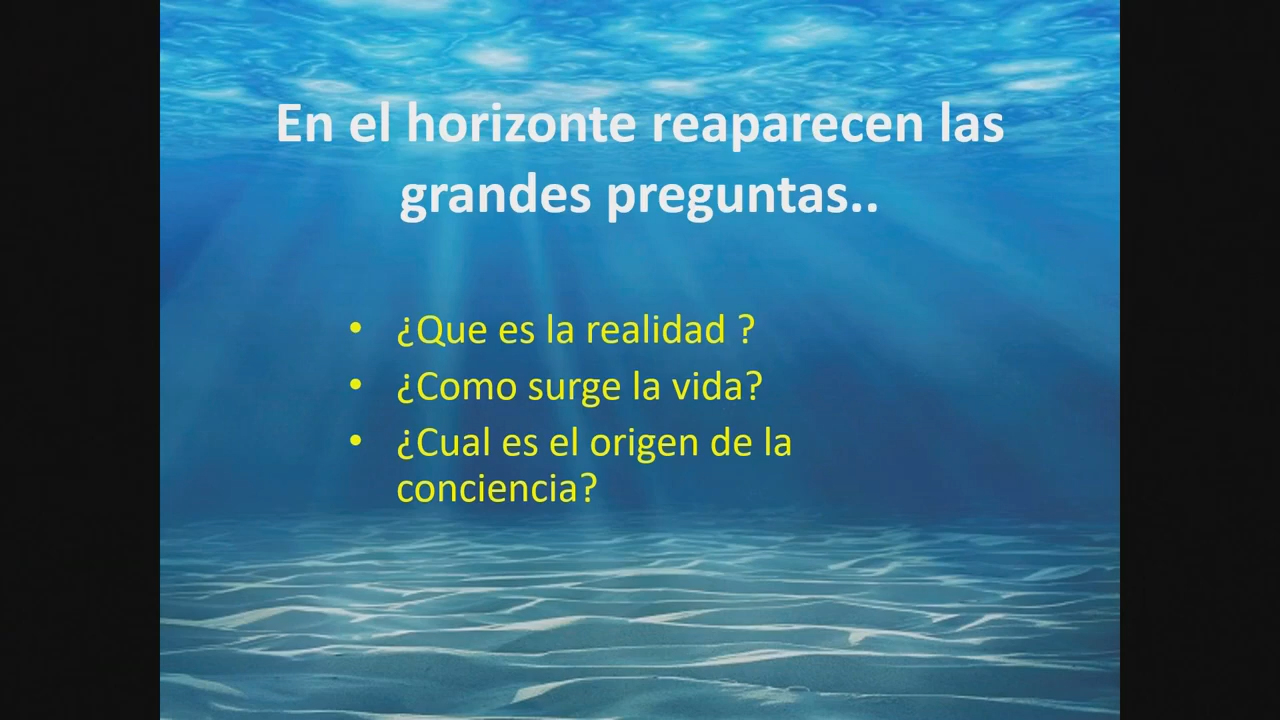 En el horizonte reaparecen las
grandes preguntas..
• ¿Que es la realidad ?
• ¿Como surge la vida?
• ¿Cual es el origen de la
conciencia?